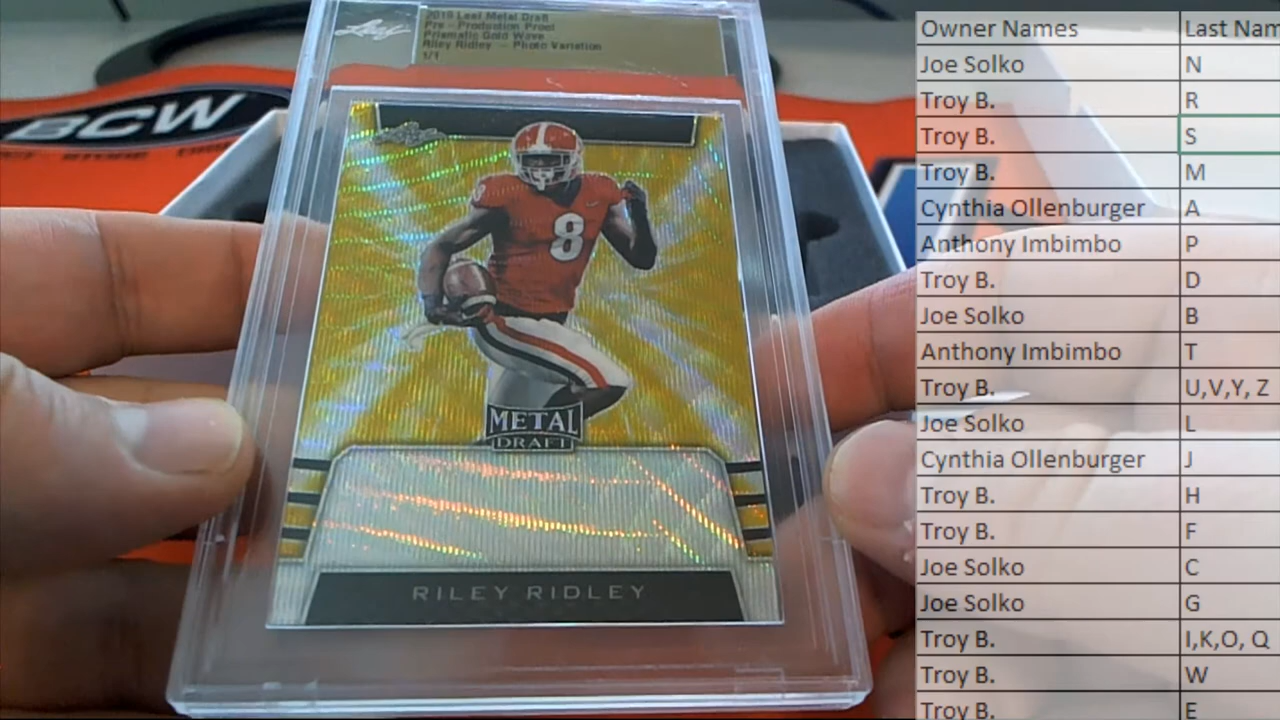 Leaf
2019 Leaf Metal Draft
Pre - Production Proof
Prismatic Gold Wave
Riley Ridley - Photo Variation
1/1
BCW
8
8
METAL
DRAFT
RILEY RIDLEY
Owner Names Last Nam
Joe Solko N
Troy B. R
Troy B. S
Troy B. M
Cynthia Ollenburger A
Anthony Imbimbo P
Troy B. D
Joe Solko B
Anthony Imbimbo T
Troy B. U,V,Y, Z
Joe Solko L
Cynthia Ollenburger J
Troy B. H
Troy B. F
Joe Solko C
Joe Solko G
Troy B. I,K,O, Q
Troy B. W
Troy B. E